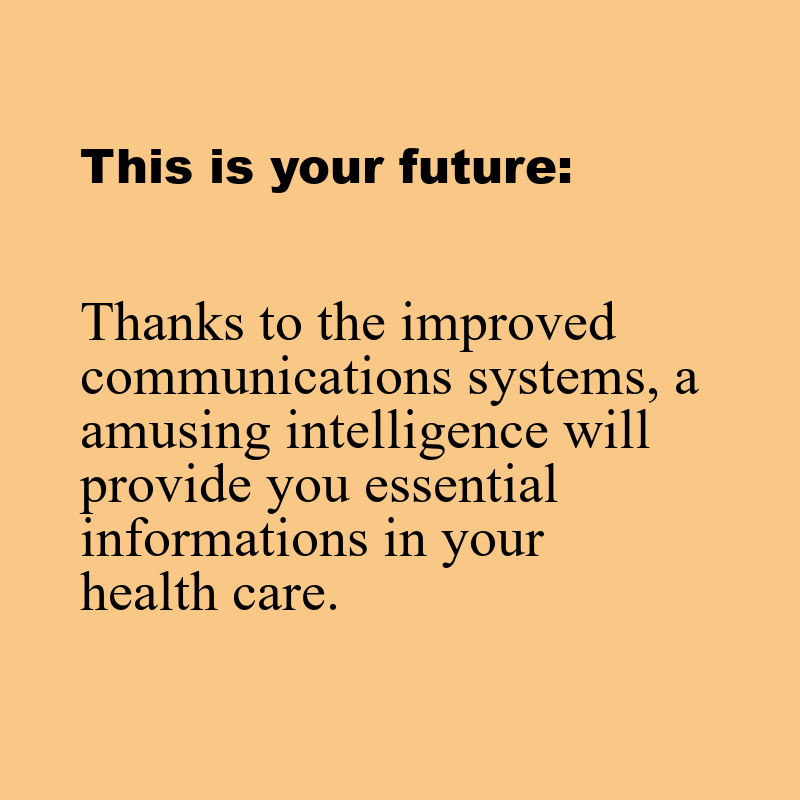 This is your future:
Thanks to the improved
communications systems, a
amusing intelligence will
provide you essential
informations in your
health care.